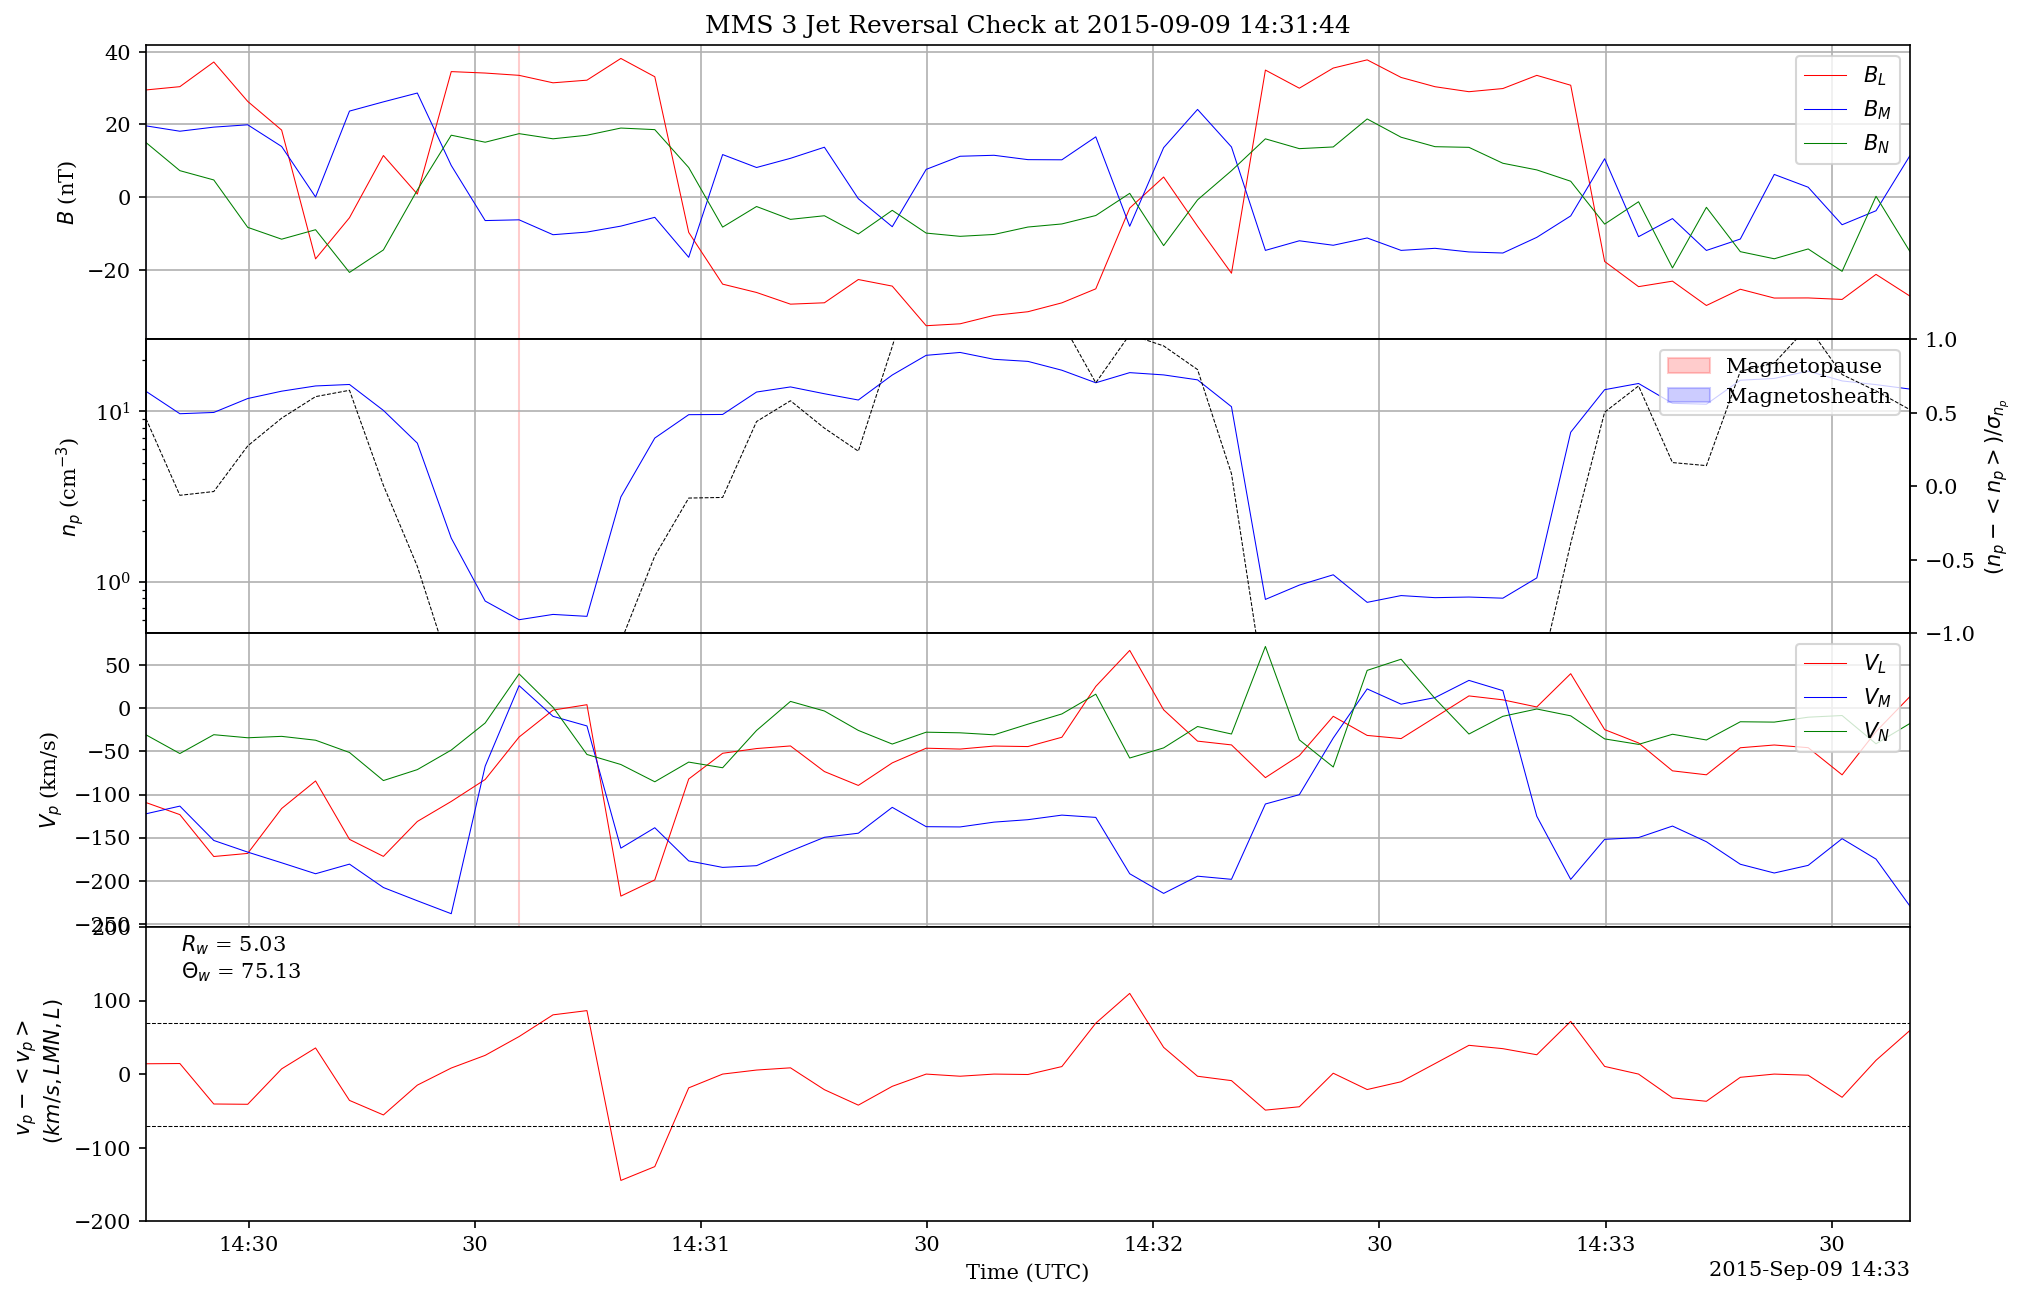 MMS 3 Jet Reversal Check at 2015-09-09 14:31:44
40
20
0
−20
B (nT)
B_L
B_M
B_N
10^1
10^0
n_p (cm^−3)
1.0
0.5
0.0
−0.5
−1.0
(n_p − < n_p >)/σ_{n_p}
Magnetopause
Magnetosheath
50
0
−50
−100
−150
−200
−250
V_p (km/s)
V_L
V_M
V_N
200
100
0
−100
−200
v_p − < v_p >
(km/s, LMN, L)
R_w = 5.03
Θ_w = 75.13
14:30 30 14:31 30 14:32 30 14:33 30
Time (UTC)
2015-Sep-09 14:33